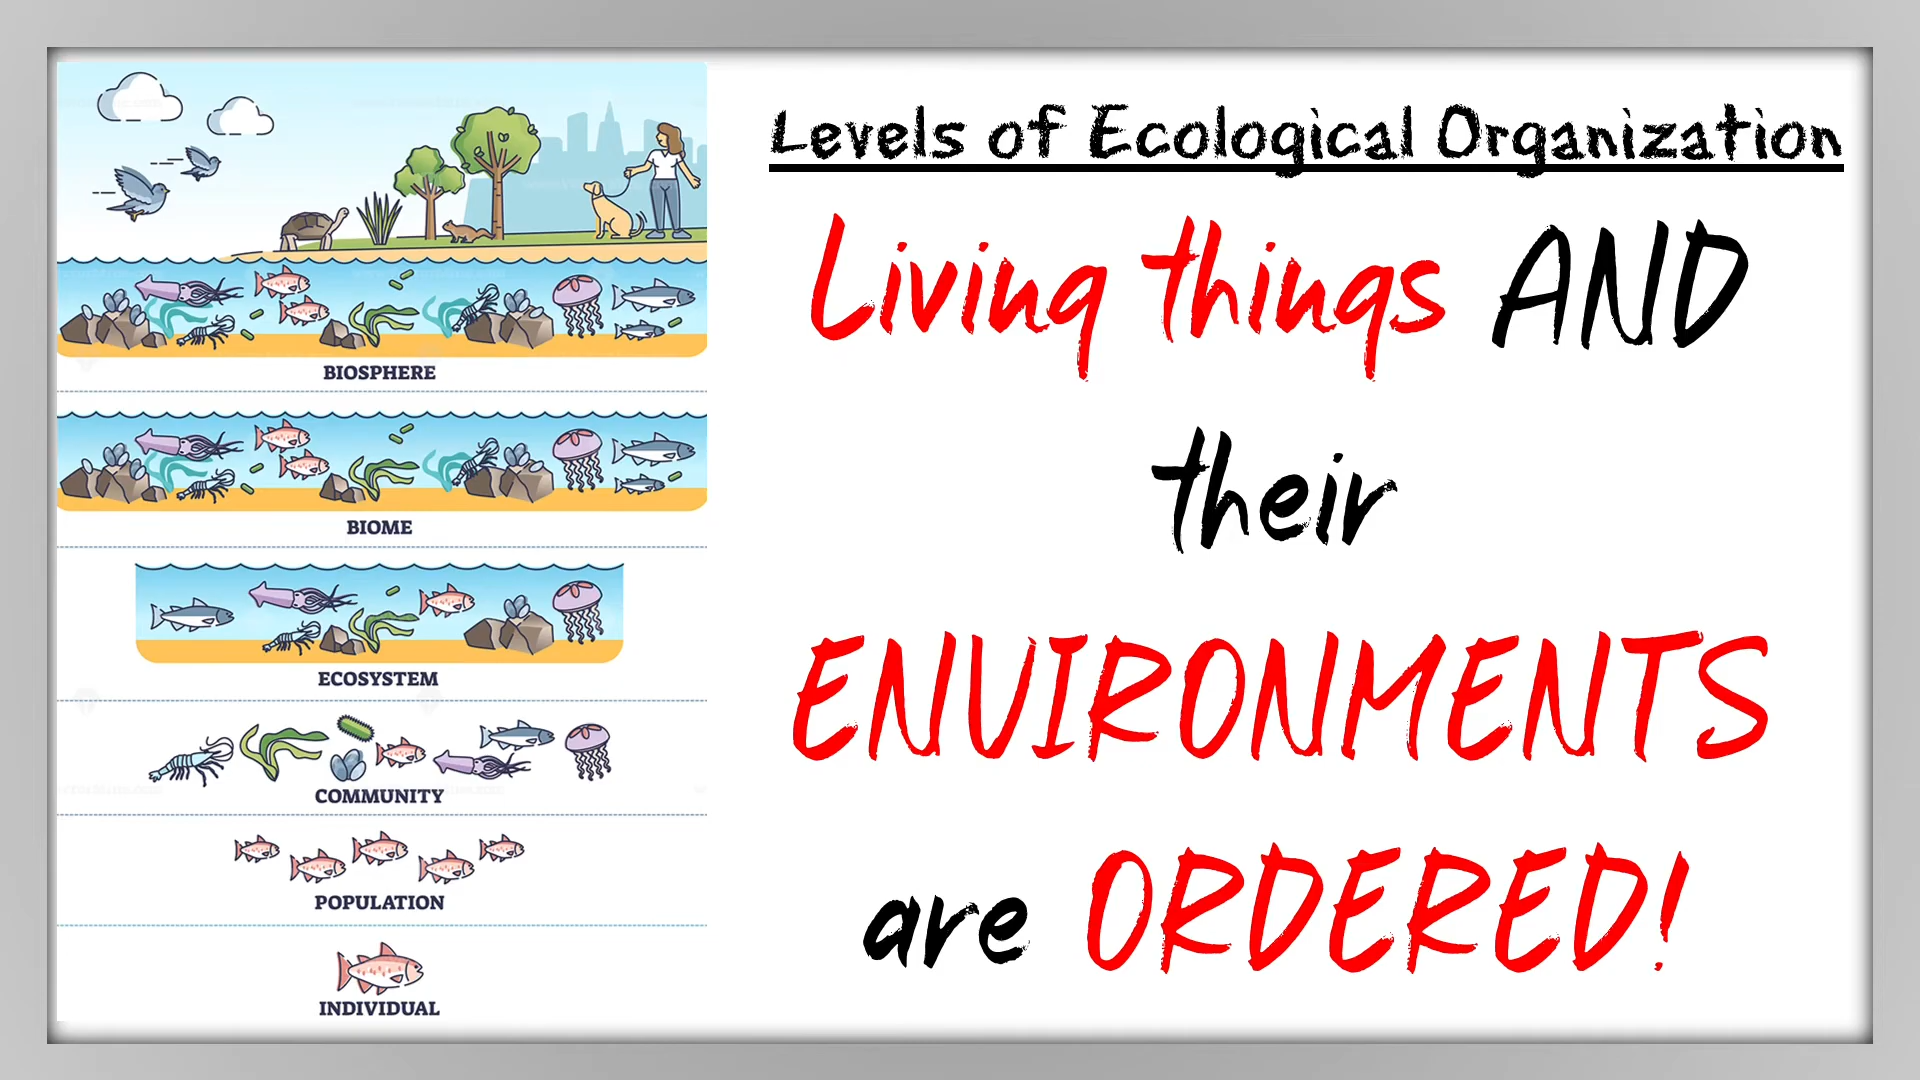 Levels of Ecological Organization
Living things AND
their
ENVIRONMENTS
are ORDERED!
BIOSPHERE
BIOME
ECOSYSTEM
COMMUNITY
POPULATION
INDIVIDUAL